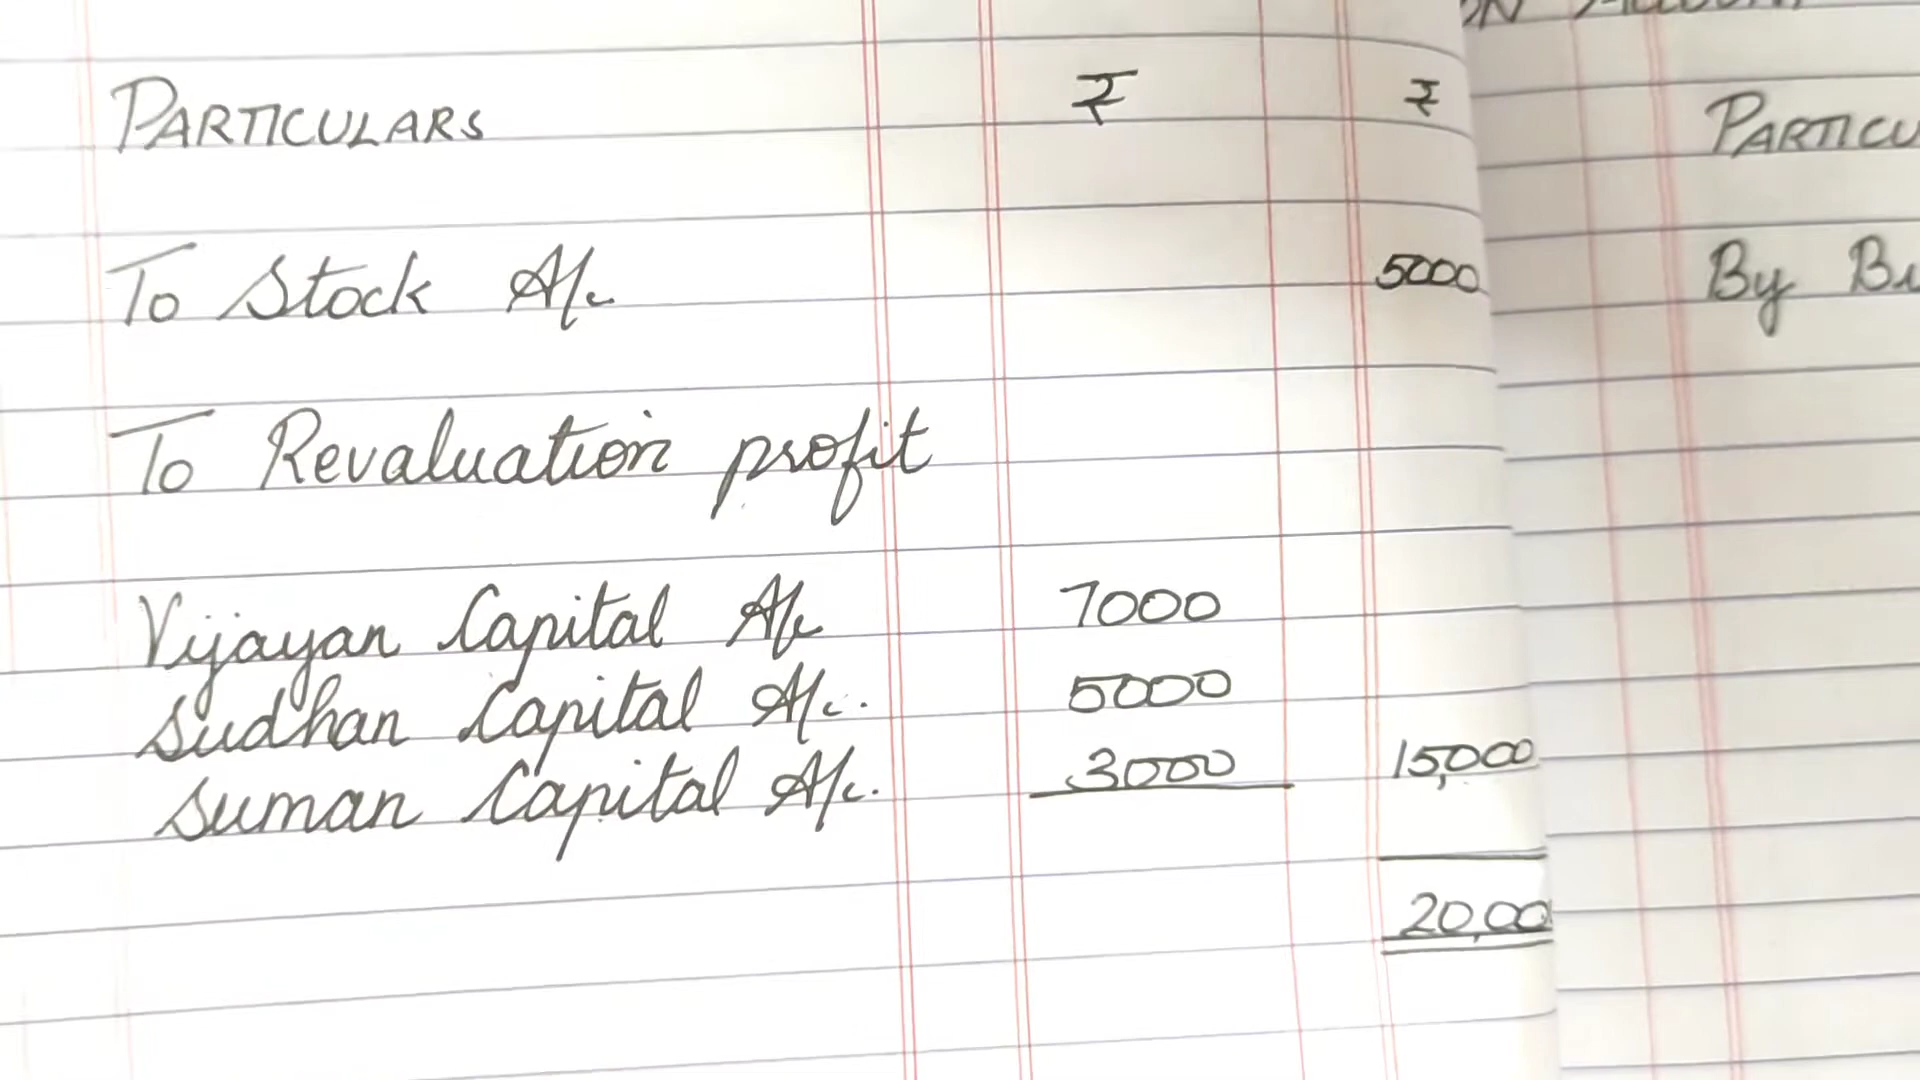 PARTICULARS ₹ ₹
To Stock A/c 5000
To Revaluation profit
Vijayan Capital A/c 7000
Sudhan Capital A/c. 5000
Suman Capital A/c. 3000 15,000
20,00
PARTICU
By